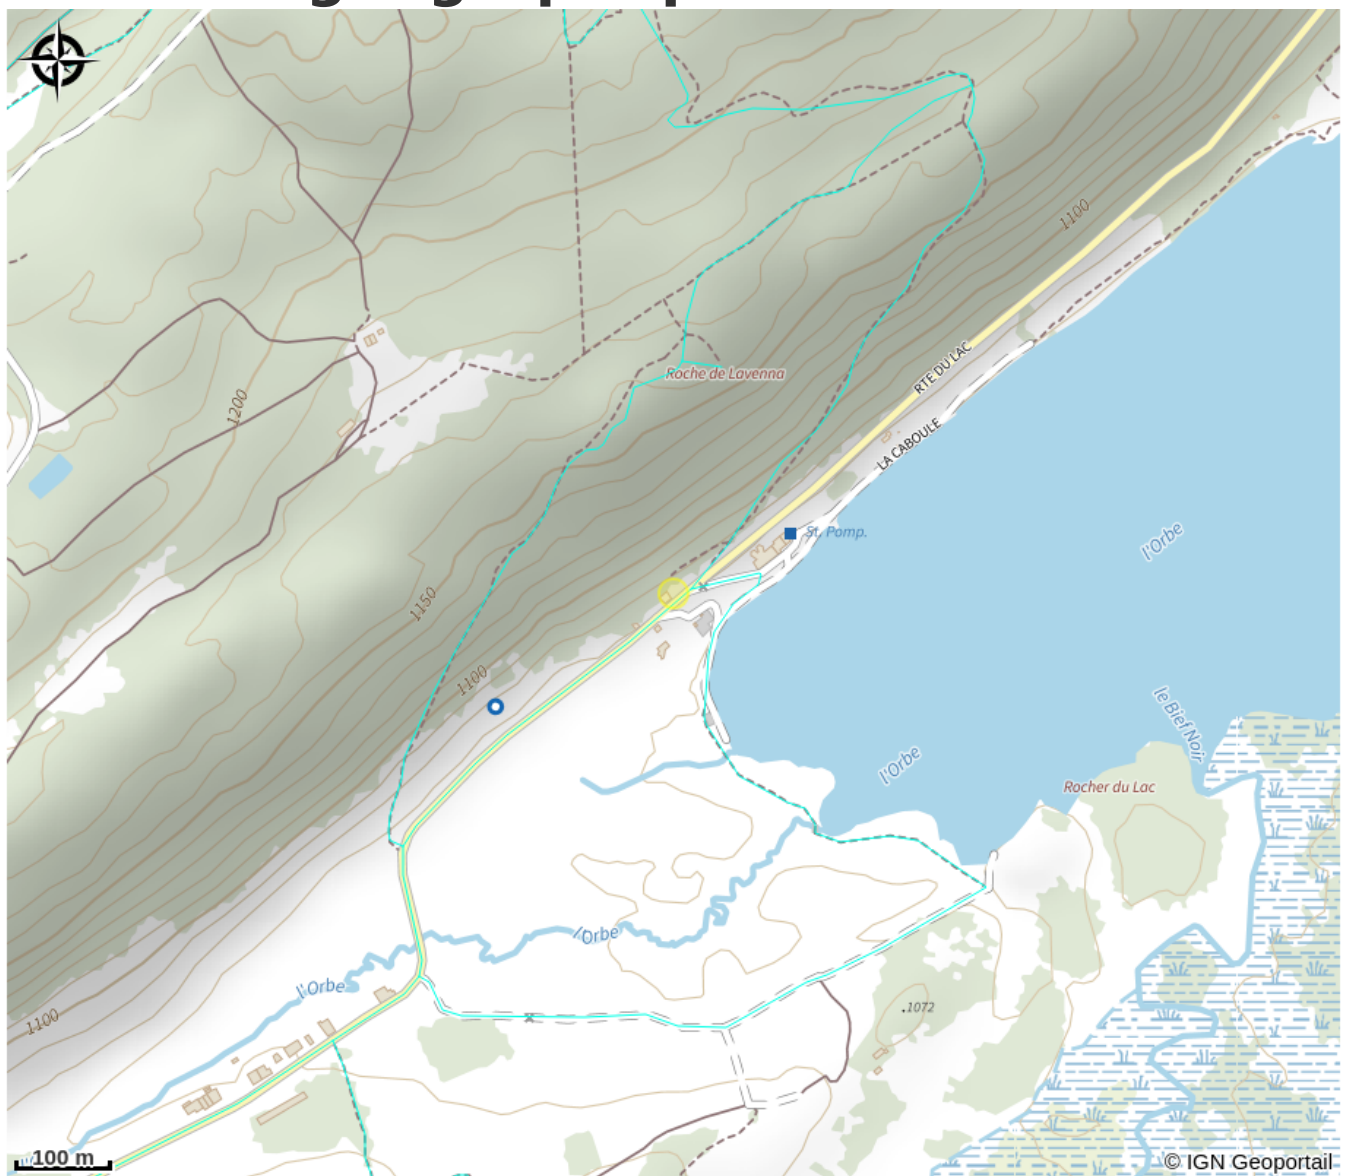 1100
Roche de Lavenna
RTE DU LAC
1200
LA CABOULE
St. Pomp.
l'Orbe
1150
1100
le Bief Noir
l'Orbe
Rocher du Lac
l'Orbe
l'Orbe
.1072
1100
100 m
© IGN Geoportail